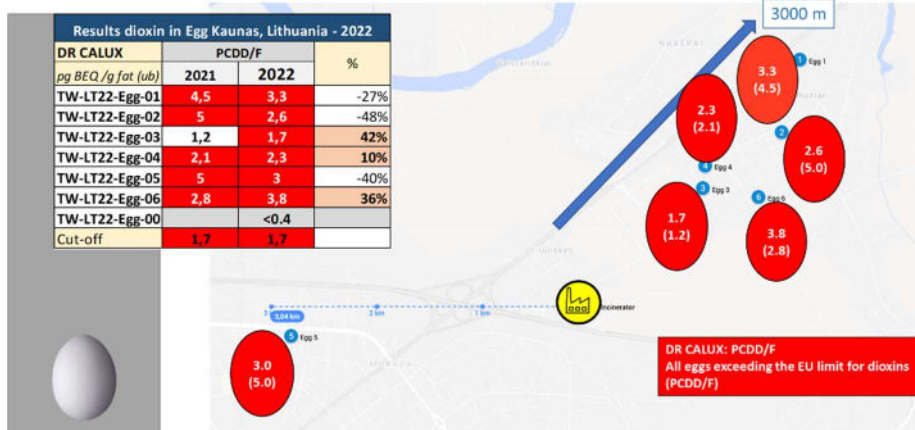 Results dioxin in Egg Kaunas, Lithuania - 2022
DR CALUX PCDD/F %
pg BEQ /g fat (ub) 2021 2022
TW-LT22-Egg-01 4,5 3,3 -27%
TW-LT22-Egg-02 5 2,6 -48%
TW-LT22-Egg-03 1,2 1,7 42%
TW-LT22-Egg-04 2,1 2,3 10%
TW-LT22-Egg-05 5 3 -40%
TW-LT22-Egg-06 2,8 3,8 36%
TW-LT22-Egg-00 <0.4
Cut-off 1,7 1,7
3000 m
1 Egg 1
3.3
(4.5)
2.3
(2.1)
2
2.6
(5.0)
4 Egg 4
3 Egg 3
1.7
(1.2)
6 Egg 6
3.8
(2.8)
Incinerator
3
2 km
1 km
3,04 km
5 Egg 5
3.0
(5.0)
DR CALUX: PCDD/F
All eggs exceeding the EU limit for dioxins
(PCDD/F)